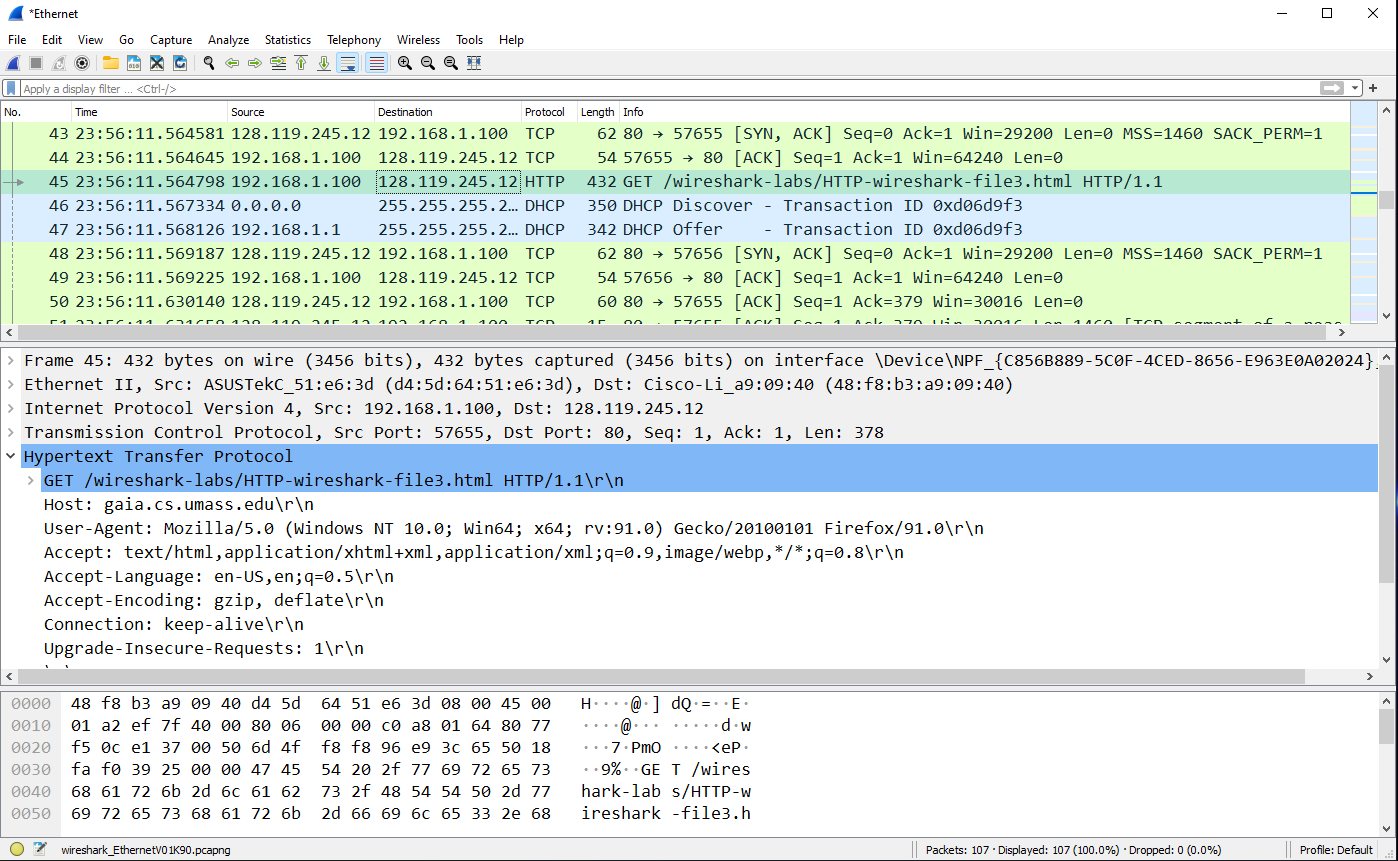 *Ethernet
File Edit View Go Capture Analyze Statistics Telephony Wireless Tools Help
Apply a display filter ... <Ctrl-/>
No. Time Source Destination Protocol Length Info
43 23:56:11.564581 128.119.245.12 192.168.1.100 TCP 62 80 → 57655 [SYN, ACK] Seq=0 Ack=1 Win=29200 Len=0 MSS=1460 SACK_PERM=1
44 23:56:11.564645 192.168.1.100 128.119.245.12 TCP 54 57655 → 80 [ACK] Seq=1 Ack=1 Win=64240 Len=0
45 23:56:11.564798 192.168.1.100 128.119.245.12 HTTP 432 GET /wireshark-labs/HTTP-wireshark-file3.html HTTP/1.1
46 23:56:11.567334 0.0.0.0 255.255.255.2… DHCP 350 DHCP Discover - Transaction ID 0xd06d9f3
47 23:56:11.568126 192.168.1.1 255.255.255.2… DHCP 342 DHCP Offer - Transaction ID 0xd06d9f3
48 23:56:11.569187 128.119.245.12 192.168.1.100 TCP 62 80 → 57656 [SYN, ACK] Seq=0 Ack=1 Win=29200 Len=0 MSS=1460 SACK_PERM=1
49 23:56:11.569225 192.168.1.100 128.119.245.12 TCP 54 57656 → 80 [ACK] Seq=1 Ack=1 Win=64240 Len=0
50 23:56:11.630140 128.119.245.12 192.168.1.100 TCP 60 80 → 57655 [ACK] Seq=1 Ack=379 Win=30016 Len=0
Frame 45: 432 bytes on wire (3456 bits), 432 bytes captured (3456 bits) on interface \Device\NPF_{C856B889-5C0F-4CED-8656-E963E0A02024},
Ethernet II, Src: ASUSTekC_51:e6:3d (d4:5d:64:51:e6:3d), Dst: Cisco-Li_a9:09:40 (48:f8:b3:a9:09:40)
Internet Protocol Version 4, Src: 192.168.1.100, Dst: 128.119.245.12
Transmission Control Protocol, Src Port: 57655, Dst Port: 80, Seq: 1, Ack: 1, Len: 378
Hypertext Transfer Protocol
GET /wireshark-labs/HTTP-wireshark-file3.html HTTP/1.1\r\n
Host: gaia.cs.umass.edu\r\n
User-Agent: Mozilla/5.0 (Windows NT 10.0; Win64; x64; rv:91.0) Gecko/20100101 Firefox/91.0\r\n
Accept: text/html,application/xhtml+xml,application/xml;q=0.9,image/webp,*/*;q=0.8\r\n
Accept-Language: en-US,en;q=0.5\r\n
Accept-Encoding: gzip, deflate\r\n
Connection: keep-alive\r\n
Upgrade-Insecure-Requests: 1\r\n
0000 48 f8 b3 a9 09 40 d4 5d 64 51 e6 3d 08 00 45 00 H····@·] dQ·=··E·
0010 01 a2 ef 7f 40 00 80 06 00 00 c0 a8 01 64 80 77 ····@··· ·····d·w
0020 f5 0c e1 37 00 50 6d 4f f8 f8 96 e9 3c 65 50 18 ···7·PmO ····<eP·
0030 fa f0 39 25 00 00 47 45 54 20 2f 77 69 72 65 73 ··9%··GE T /wires
0040 68 61 72 6b 2d 6c 61 62 73 2f 48 54 54 50 2d 77 hark-lab s/HTTP-w
0050 69 72 65 73 68 61 72 6b 2d 66 69 6c 65 33 2e 68 ireshark -file3.h
wireshark_EthernetV01K90.pcapng Packets: 107 · Displayed: 107 (100.0%) · Dropped: 0 (0.0%) Profile: Default